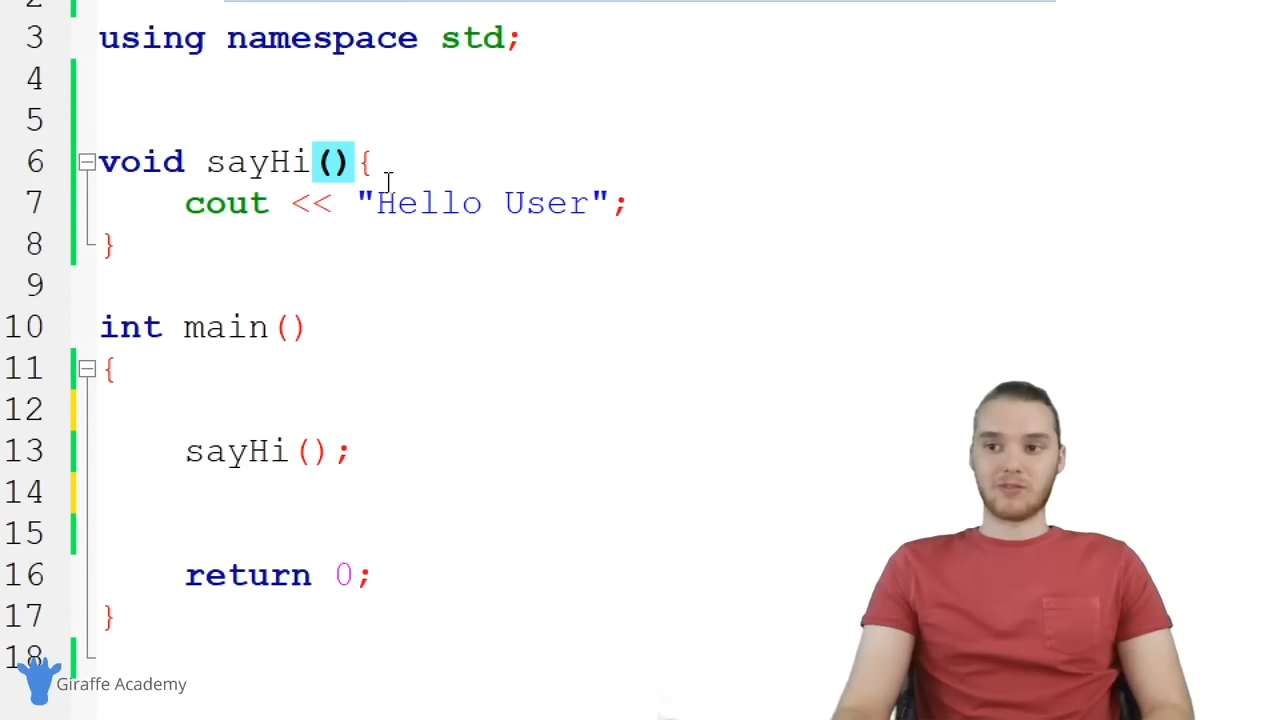 3 using namespace std;
4
5
6 void sayHi(){
7 cout << "Hello User";
8 }
9
10 int main()
11 {
12
13 sayHi();
14
15
16 return 0;
17 }
18
Giraffe Academy